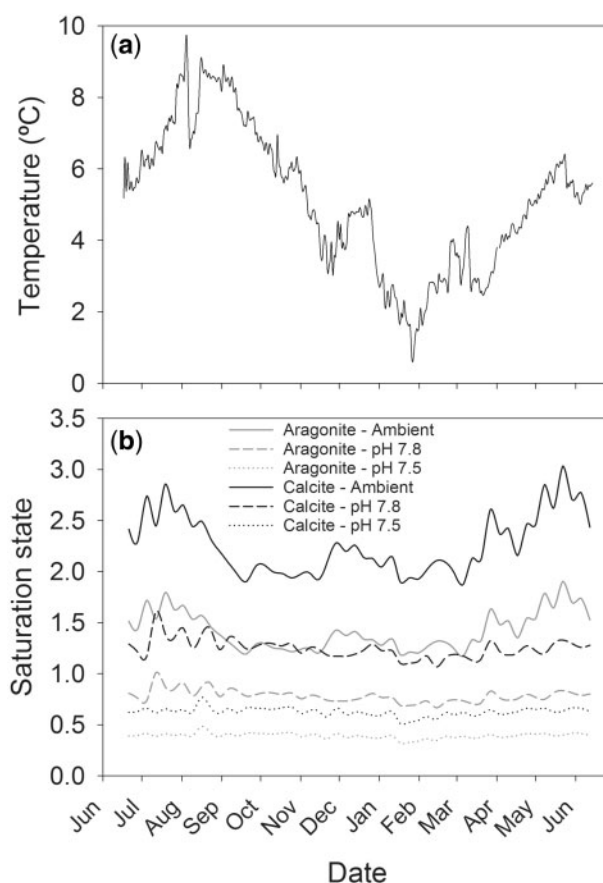 (a)
Temperature (ºC)
10
8
6
4
2
0
(b)
Saturation state
3.5
3.0
2.5
2.0
1.5
1.0
0.5
0.0
Aragonite - Ambient
Aragonite - pH 7.8
Aragonite - pH 7.5
Calcite - Ambient
Calcite - pH 7.8
Calcite - pH 7.5
Jun Jul Aug Sep Oct Nov Dec Jan Feb Mar Apr May Jun
Date